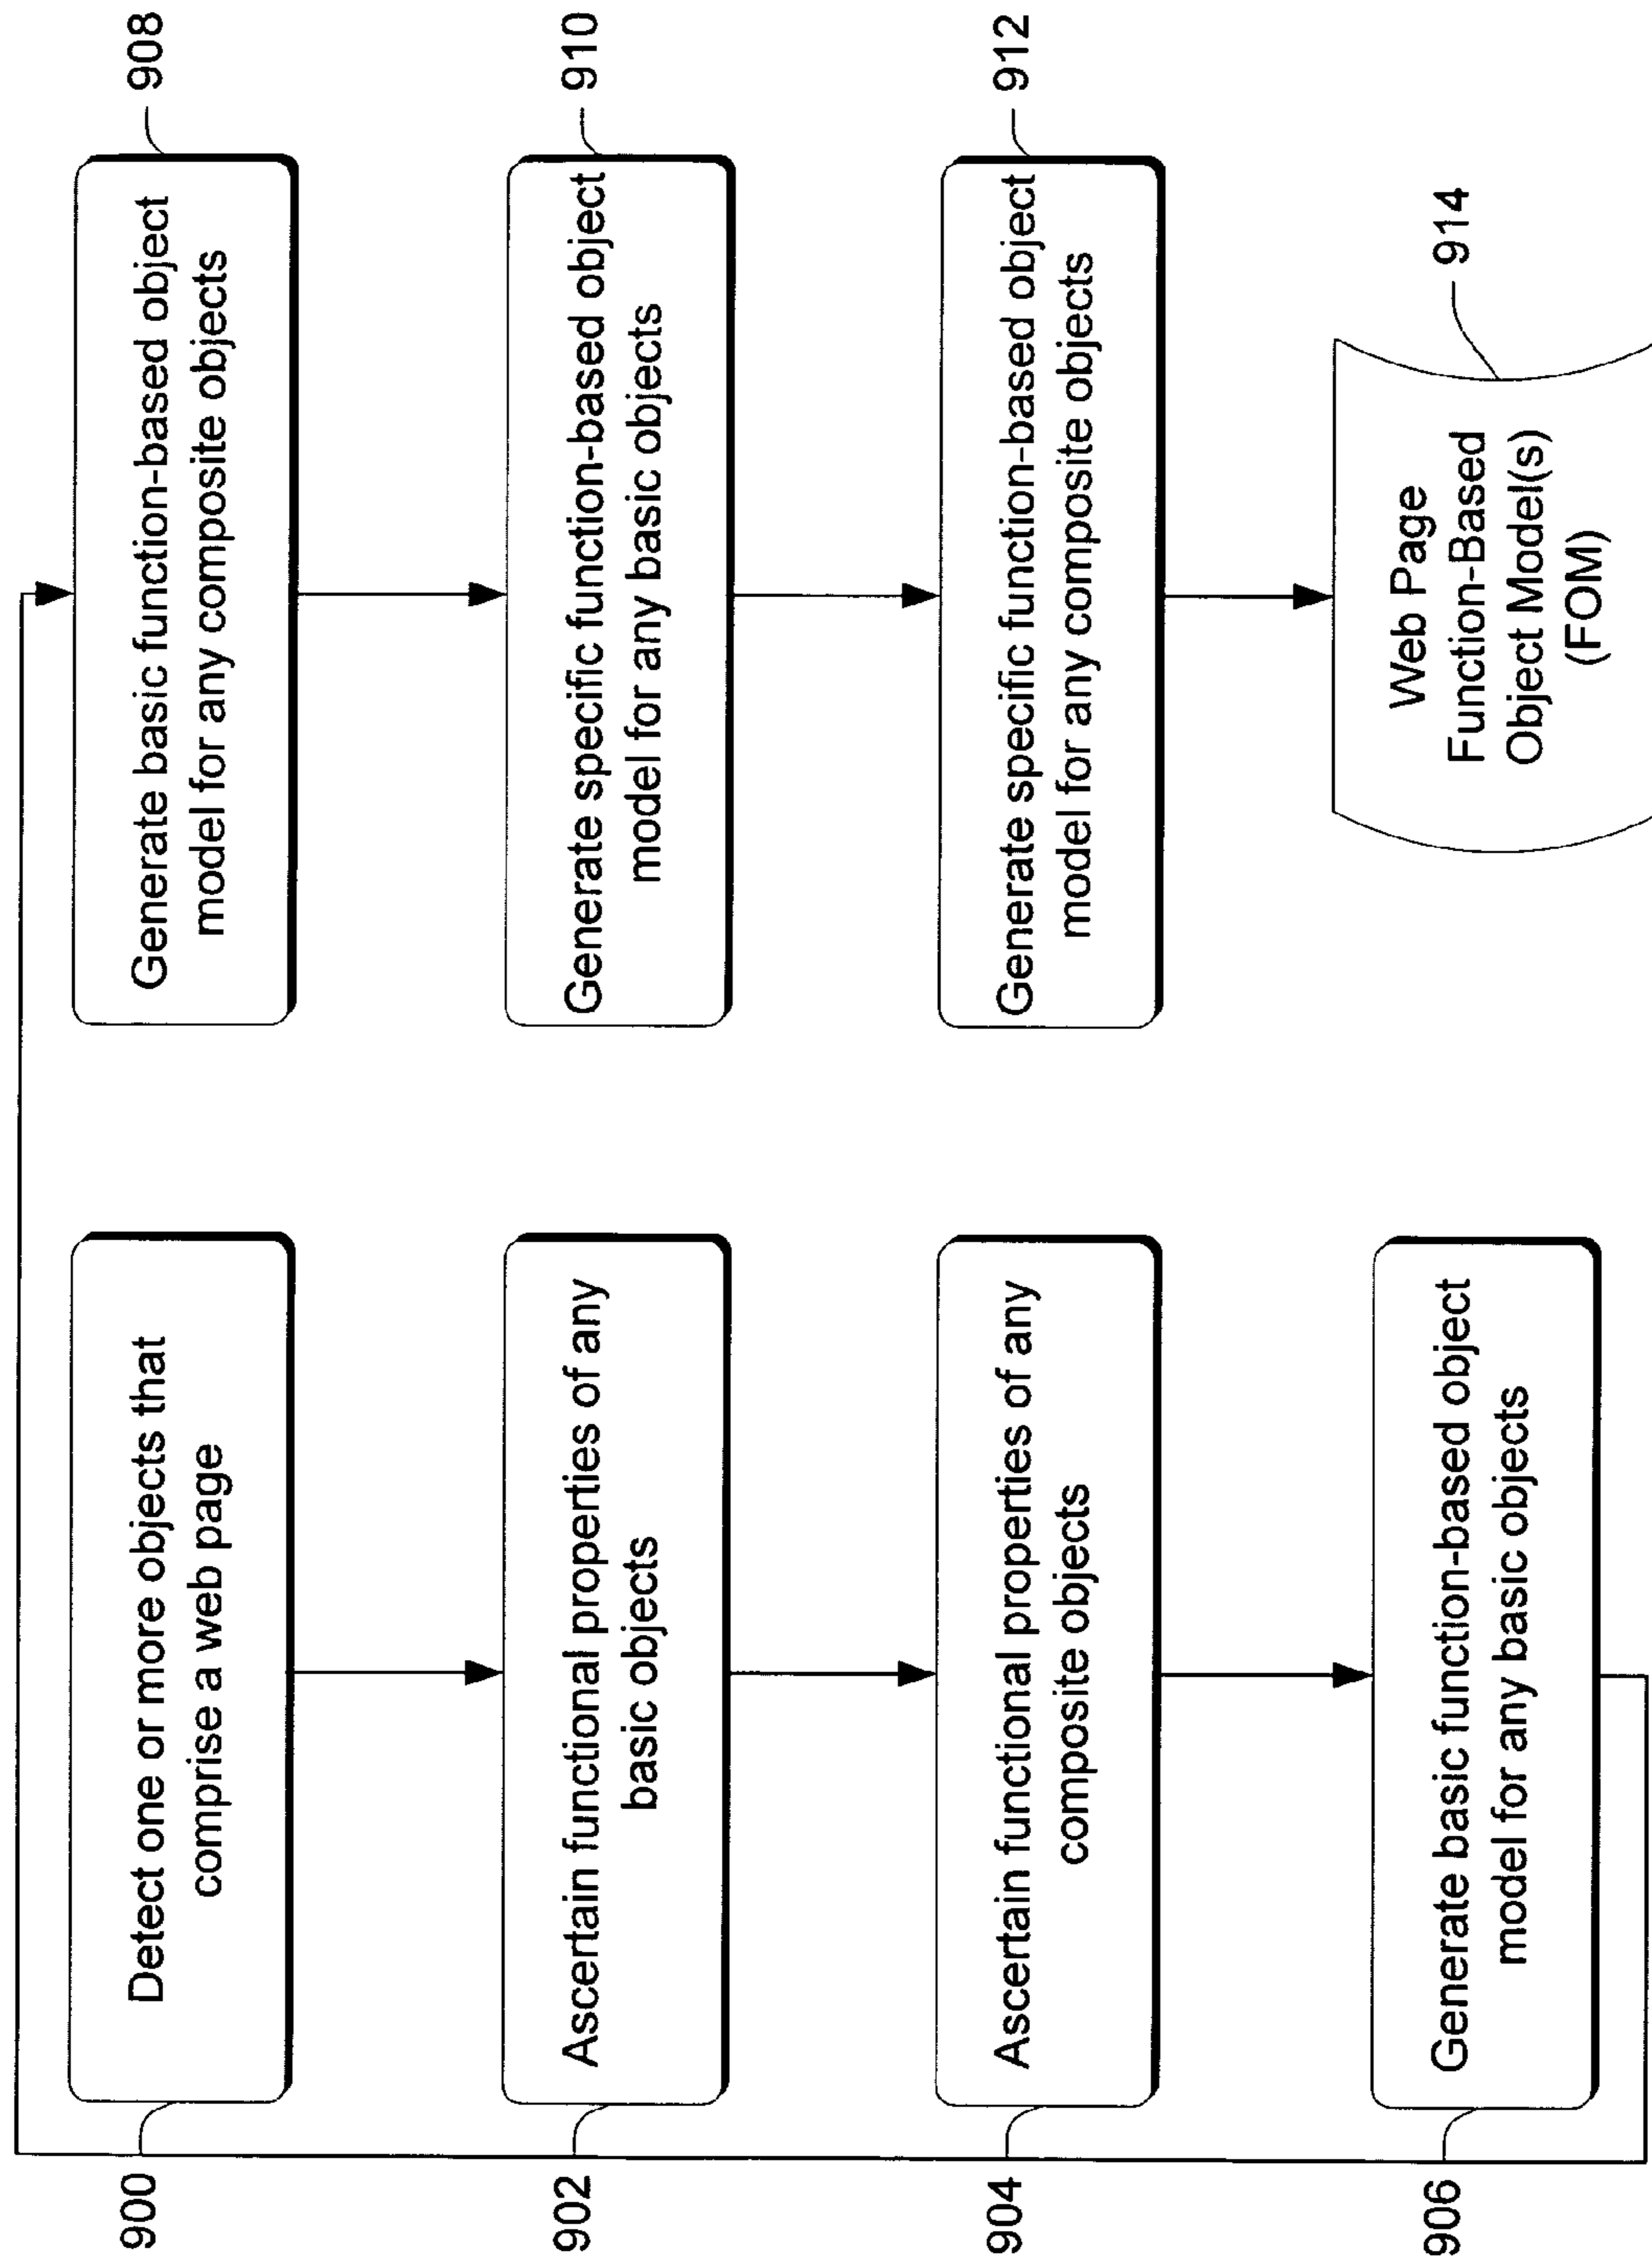 900
Detect one or more objects that
comprise a web page
902
Ascertain functional properties of any
basic objects
904
Ascertain functional properties of any
composite objects
906
Generate basic function-based object
model for any basic objects
908
Generate basic function-based object
model for any composite objects
910
Generate specific function-based object
model for any basic objects
912
Generate specific function-based object
model for any composite objects
914
Web Page
Function-Based
Object Model(s)
(FOM)